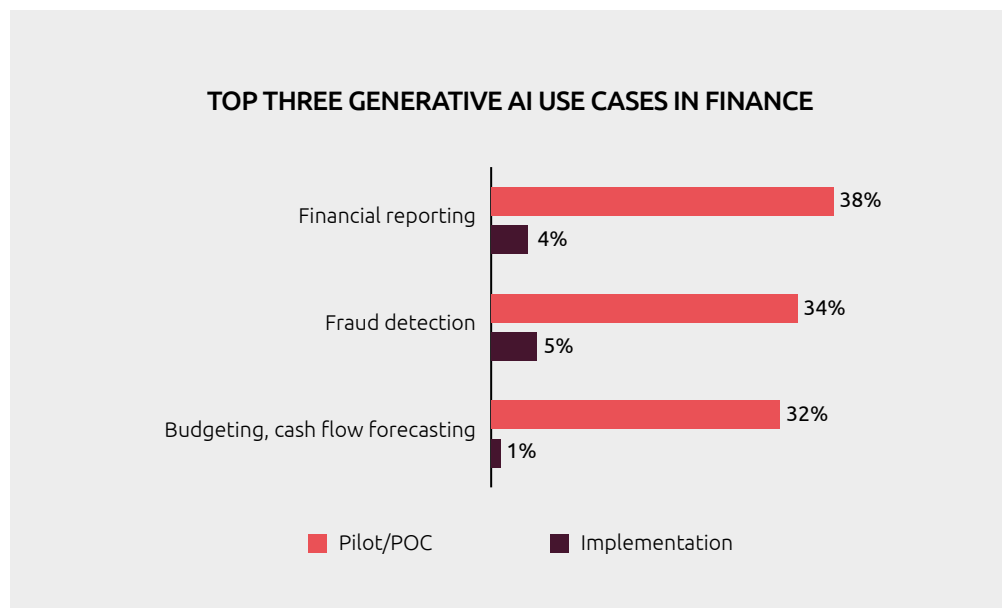 TOP THREE GENERATIVE AI USE CASES IN FINANCE
Financial reporting
38%
4%
Fraud detection
34%
5%
Budgeting, cash flow forecasting
32%
1%
Pilot/POC
Implementation